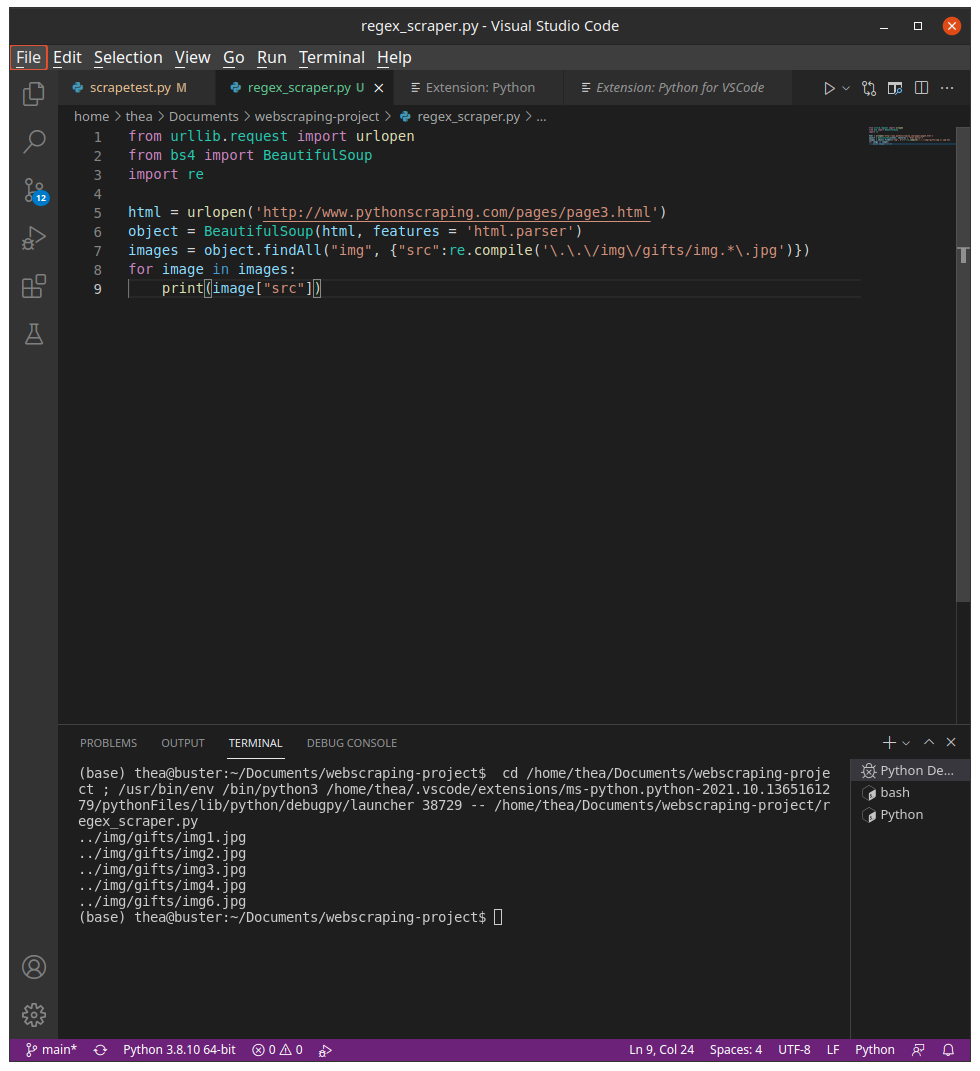 regex_scraper.py - Visual Studio Code
File Edit Selection View Go Run Terminal Help
scrapetest.py M regex_scraper.py U Extension: Python Extension: Python for VSCode
home > thea > Documents > webscraping-project > regex_scraper.py > ...
1 from urllib.request import urlopen
2 from bs4 import BeautifulSoup
3 import re
4
5 html = urlopen('http://www.pythonscraping.com/pages/page3.html')
6 object = BeautifulSoup(html, features = 'html.parser')
7 images = object.findAll("img", {"src":re.compile('\.\.\/img\/gifts/img.*\.jpg')})
8 for image in images:
9     print(image["src"])
12
PROBLEMS OUTPUT TERMINAL DEBUG CONSOLE
(base) thea@buster:~/Documents/webscraping-project$  cd /home/thea/Documents/webscraping-proje
ct ; /usr/bin/env /bin/python3 /home/thea/.vscode/extensions/ms-python.python-2021.10.13651612
79/pythonFiles/lib/python/debugpy/launcher 38729 -- /home/thea/Documents/webscraping-project/r
egex_scraper.py
../img/gifts/img1.jpg
../img/gifts/img2.jpg
../img/gifts/img3.jpg
../img/gifts/img4.jpg
../img/gifts/img6.jpg
(base) thea@buster:~/Documents/webscraping-project$
Python De...
bash
Python
main* Python 3.8.10 64-bit 0 0 Ln 9, Col 24 Spaces: 4 UTF-8 LF Python